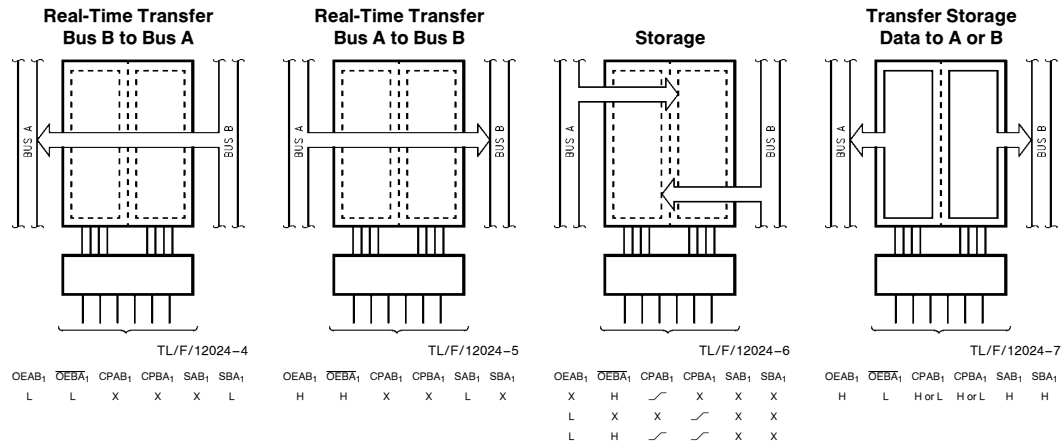 Real-Time Transfer
Bus B to Bus A
BUS A
BUS B
TL/F/12024–4
OEAB1 OEBA1 CPAB1 CPBA1 SAB1 SBA1
L L X X X L
Real-Time Transfer
Bus A to Bus B
BUS A
BUS B
TL/F/12024–5
OEAB1 OEBA1 CPAB1 CPBA1 SAB1 SBA1
H H X X L X
Storage
BUS A
BUS B
TL/F/12024–6
OEAB1 OEBA1 CPAB1 CPBA1 SAB1 SBA1
X H X X X
L X X X X
L H X X
Transfer Storage
Data to A or B
BUS A
BUS B
TL/F/12024–7
OEAB1 OEBA1 CPAB1 CPBA1 SAB1 SBA1
H L H or L H or L H H